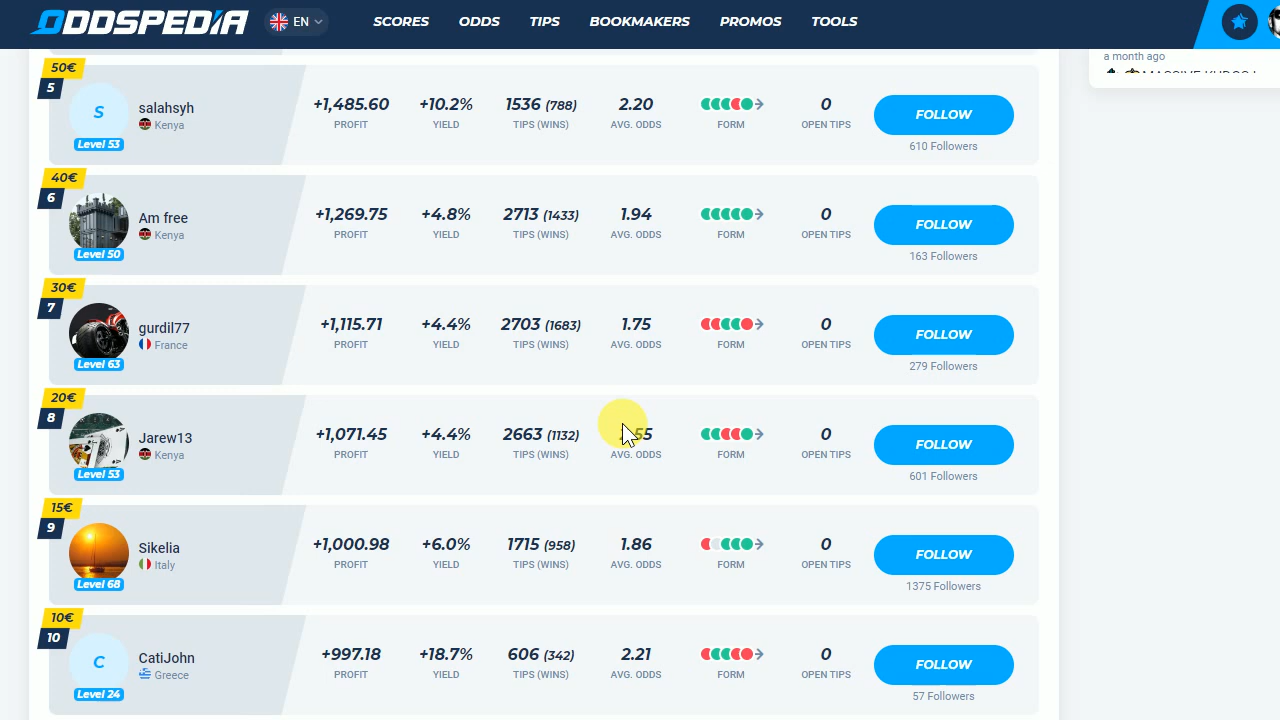 ODDSPEDIA EN SCORES ODDS TIPS BOOKMAKERS PROMOS TOOLS
a month ago
50€
5
S
salahsyh
Kenya
Level 53
+1,485.60 +10.2% 1536 (788) 2.20 0
PROFIT YIELD TIPS (WINS) AVG. ODDS FORM OPEN TIPS
FOLLOW
610 Followers
40€
6
Am free
Kenya
Level 50
+1,269.75 +4.8% 2713 (1433) 1.94 0
PROFIT YIELD TIPS (WINS) AVG. ODDS FORM OPEN TIPS
FOLLOW
163 Followers
30€
7
gurdil77
France
Level 63
+1,115.71 +4.4% 2703 (1683) 1.75 0
PROFIT YIELD TIPS (WINS) AVG. ODDS FORM OPEN TIPS
FOLLOW
279 Followers
20€
8
Jarew13
Kenya
Level 53
+1,071.45 +4.4% 2663 (1132) 0
PROFIT YIELD TIPS (WINS) AVG. ODDS FORM OPEN TIPS
FOLLOW
601 Followers
15€
9
Sikelia
Italy
Level 68
+1,000.98 +6.0% 1715 (958) 1.86 0
PROFIT YIELD TIPS (WINS) AVG. ODDS FORM OPEN TIPS
FOLLOW
1375 Followers
10€
10
C
CatiJohn
Greece
Level 24
+997.18 +18.7% 606 (342) 2.21 0
PROFIT YIELD TIPS (WINS) AVG. ODDS FORM OPEN TIPS
FOLLOW
57 Followers